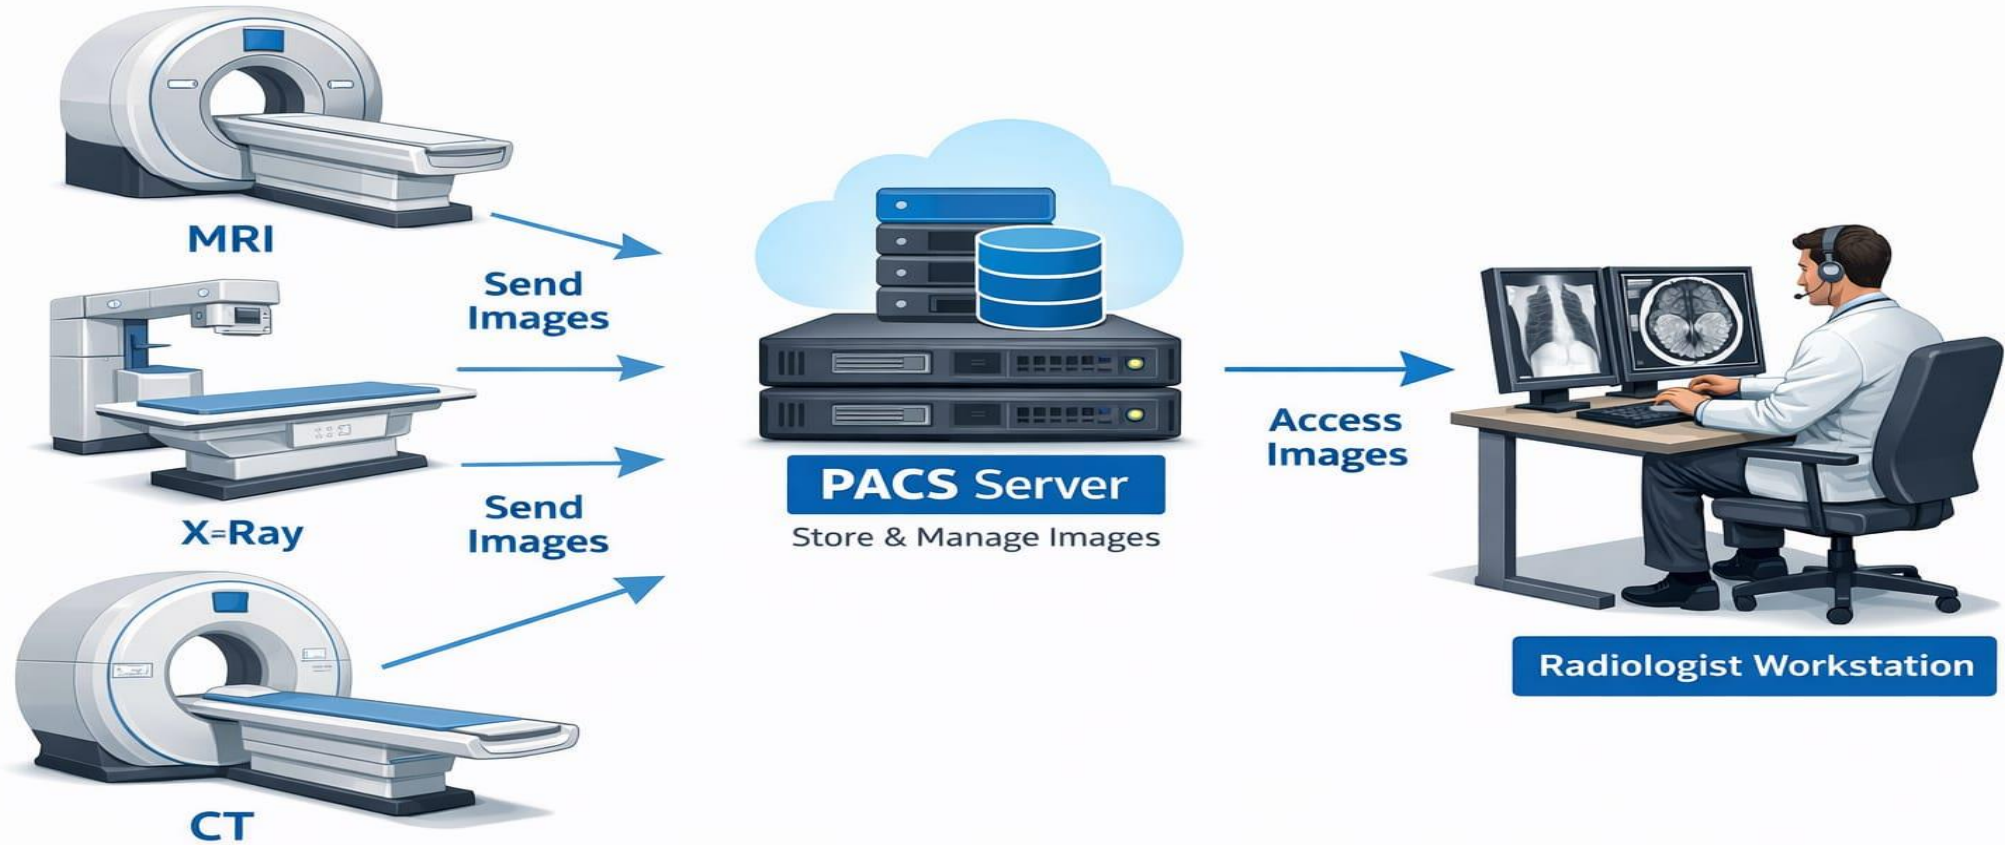 MRI
Send
Images
X=Ray
Send
Images
CT
PACS Server
Store & Manage Images
Access
Images
Radiologist Workstation